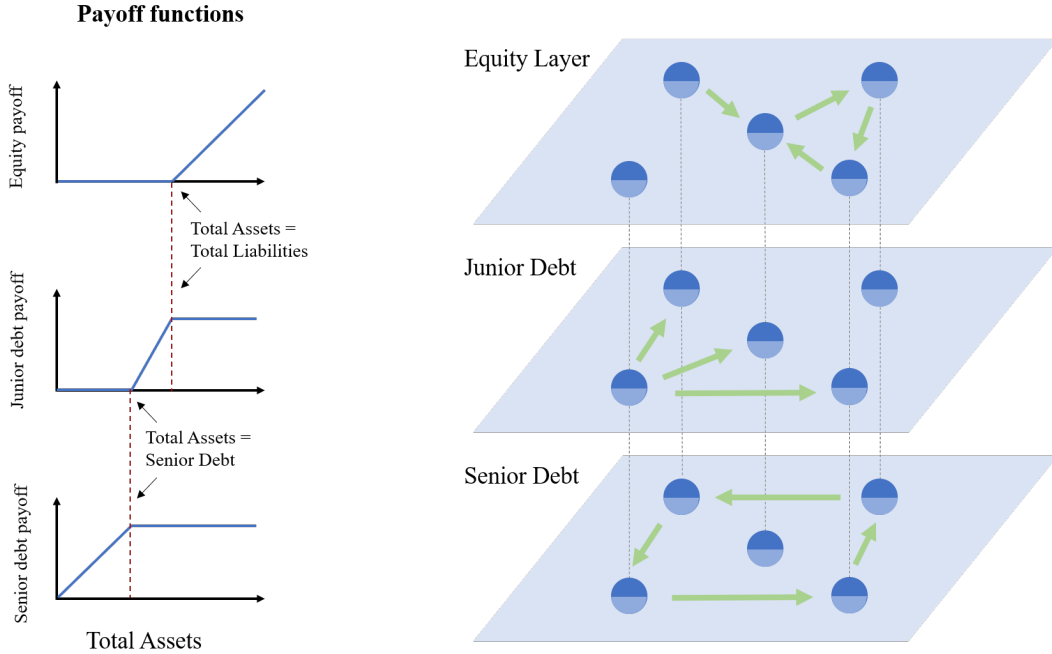 Payoff functions
Equity payoff
Total Assets =
Total Liabilities
Junior debt payoff
Total Assets =
Senior Debt
Senior debt payoff
Total Assets
Equity Layer
Junior Debt
Senior Debt